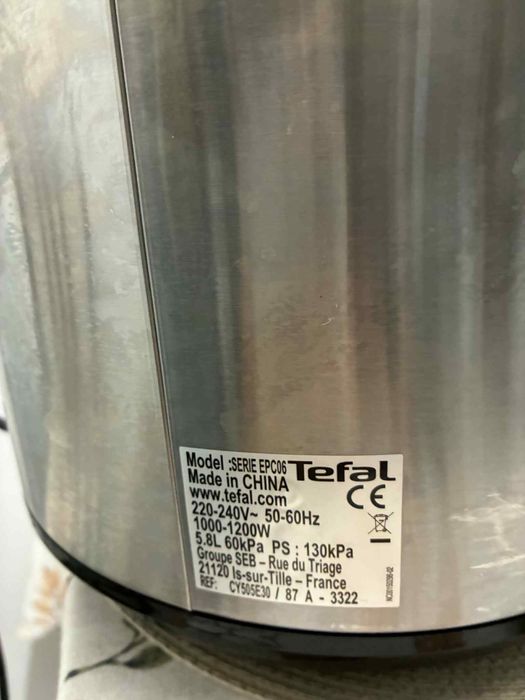 Model :SERIE EPC06 Tefal
Made in CHINA
www.tefal.com CE
220-240V~ 50-60Hz
1000-1200W
5.8L 60kPa PS : 130kPa
Groupe SEB – Rue du Triage
21120 Is-sur-Tille – France
REF: CY505E30 / 87 A - 3322